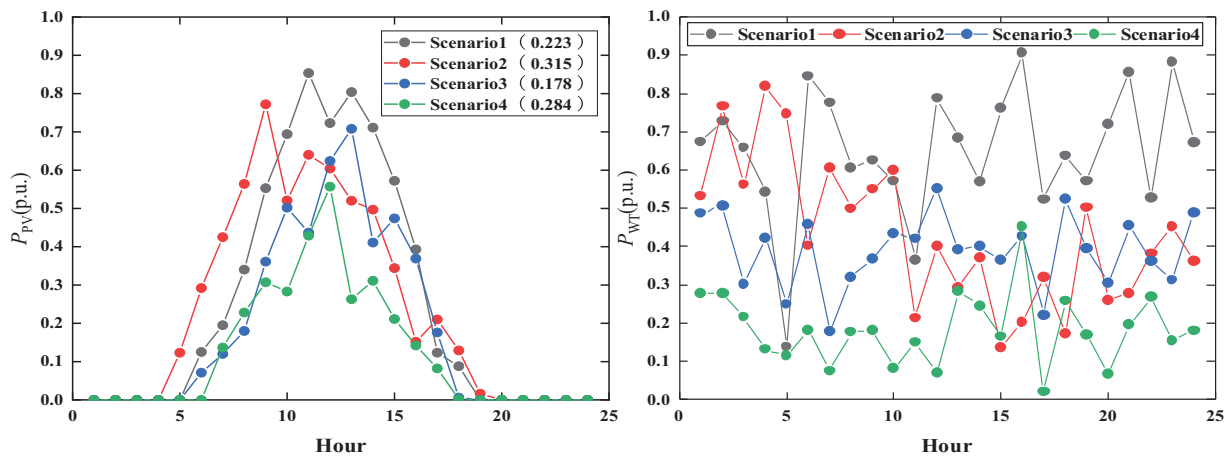 1.0
0.9
0.8
0.7
0.6
0.5
0.4
0.3
0.2
0.1
0.0
P_PV(p.u.)
Scenario1（0.223）
Scenario2（0.315）
Scenario3（0.178）
Scenario4（0.284）
0 5 10 15 20 25
Hour
1.0
0.9
0.8
0.7
0.6
0.5
0.4
0.3
0.2
0.1
0.0
P_WT(p.u.)
Scenario1 Scenario2 Scenario3 Scenario4
0 5 10 15 20 25
Hour